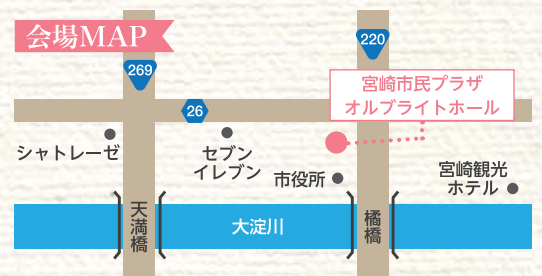 会場MAP
220
269
宮崎市民プラザ
オルブライトホール
26
シャトレーゼ
セブン
イレブン
市役所
宮崎観光
ホテル
天満橋
大淀川
橘橋